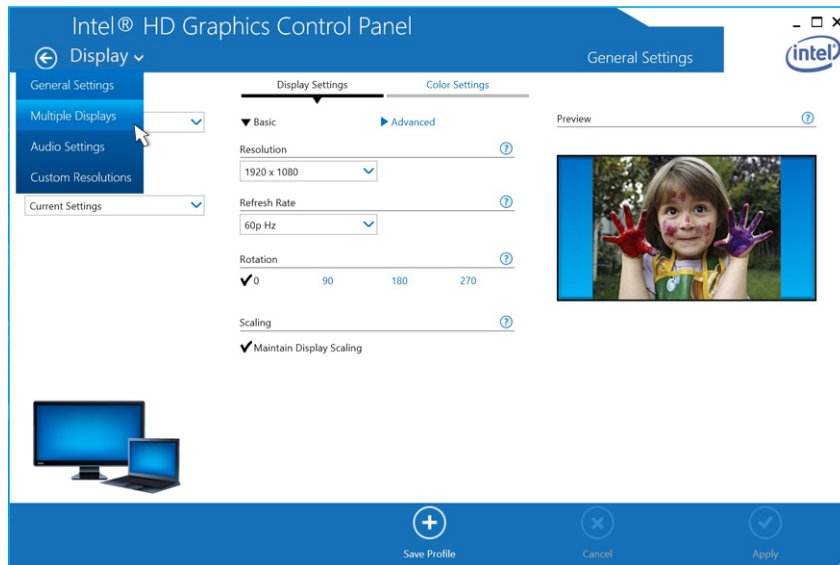 Intel® HD Graphics Control Panel
Display
General Settings
intel
General Settings
Multiple Displays
Audio Settings
Custom Resolutions
Current Settings
Display Settings
Color Settings
Basic
Advanced
Resolution
?
1920 x 1080
Refresh Rate
?
60p Hz
Rotation
?
0
90
180
270
Scaling
?
Maintain Display Scaling
Preview
?
Save Profile
Cancel
Apply